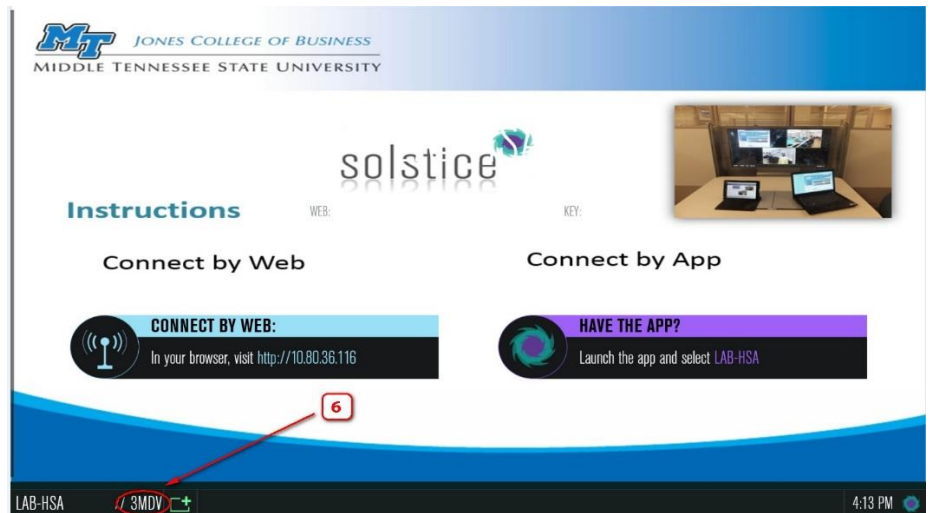 MT JONES COLLEGE OF BUSINESS
MIDDLE TENNESSEE STATE UNIVERSITY
solstice
Instructions
WEB:
KEY:
Connect by Web
Connect by App
CONNECT BY WEB:
In your browser, visit http://10.80.36.116
HAVE THE APP?
Launch the app and select LAB-HSA
6
LAB-HSA // 3MDV
4:13 PM